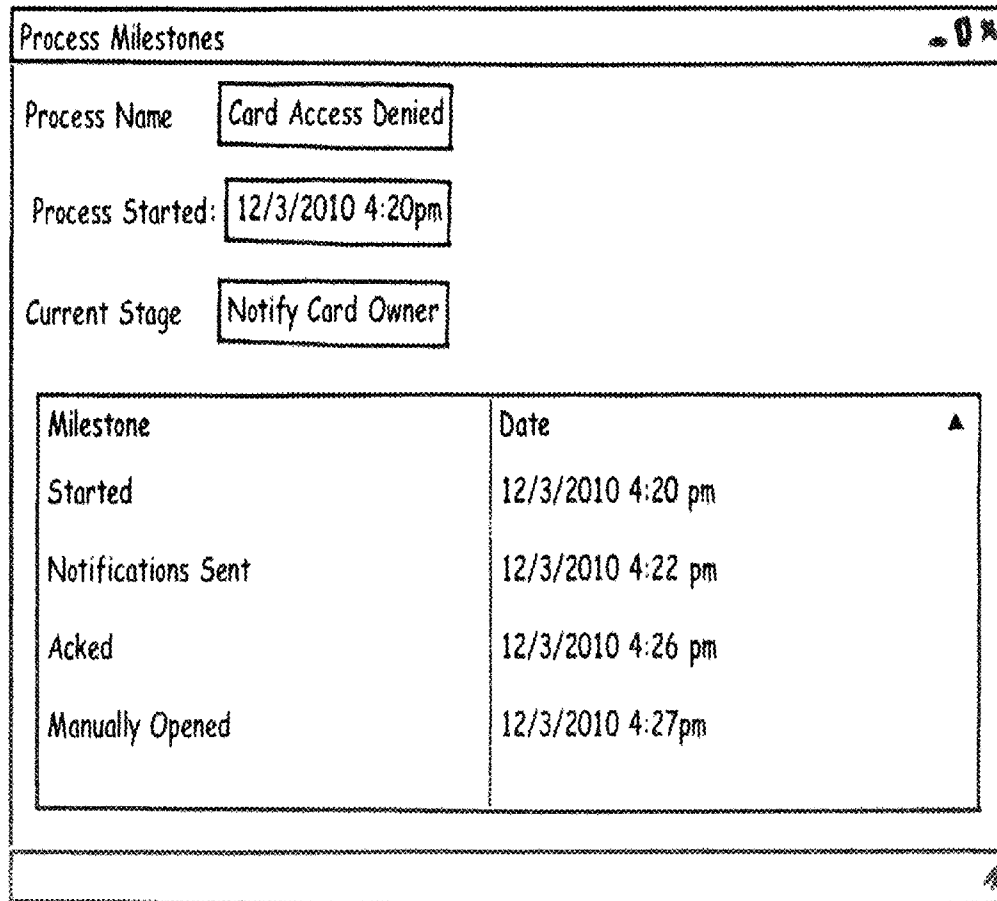 Process Milestones
Process Name Card Access Denied
Process Started: 12/3/2010 4:20pm
Current Stage Notify Card Owner
Milestone Date
Started 12/3/2010 4:20 pm
Notifications Sent 12/3/2010 4:22 pm
Acked 12/3/2010 4:26 pm
Manually Opened 12/3/2010 4:27pm